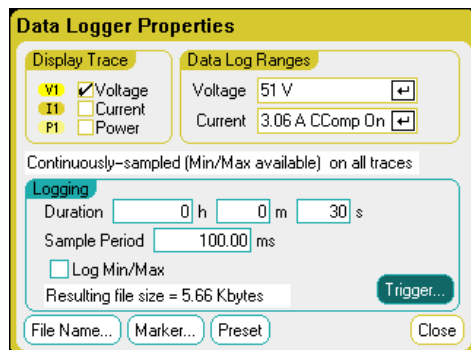 Data Logger Properties
Display Trace
V1 Voltage
I1 Current
P1 Power
Data Log Ranges
Voltage 51 V
Current 3.06 A CComp On
Continuously-sampled (Min/Max available) on all traces
Logging
Duration 0 h 0 m 30 s
Sample Period 100.00 ms
Log Min/Max
Resulting file size = 5.66 Kbytes
Trigger...
File Name... Marker... Preset Close